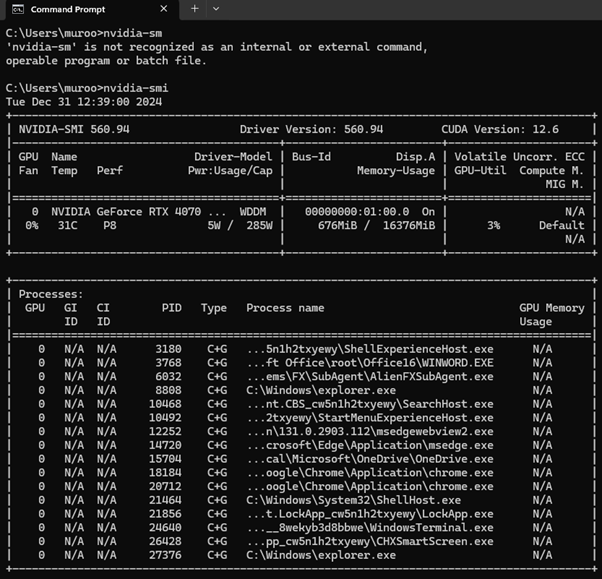 Command Prompt
C:\Users\muroo>nvidia-sm
'nvidia-sm' is not recognized as an internal or external command,
operable program or batch file.
C:\Users\muroo>nvidia-smi
Tue Dec 31 12:39:00 2024
NVIDIA-SMI 560.94 Driver Version: 560.94 CUDA Version: 12.6
GPU Name Driver-Model Bus-Id Disp.A Volatile Uncorr. ECC
Fan Temp Perf Pwr:Usage/Cap Memory-Usage GPU-Util Compute M.
MIG M.
0 NVIDIA GeForce RTX 4070 ... WDDM 00000000:01:00.0 On N/A
0% 31C P8 5W / 285W 676MiB / 16376MiB 3% Default
N/A
Processes:
GPU GI CI PID Type Process name GPU Memory
ID ID Usage
0 N/A N/A 3180 C+G ...5n1h2txyewy\ShellExperienceHost.exe N/A
0 N/A N/A 3768 C+G ...ft Office\root\Office16\WINWORD.EXE N/A
0 N/A N/A 6032 C+G ...ems\FX\SubAgent\AlienFXSubAgent.exe N/A
0 N/A N/A 8808 C+G C:\Windows\explorer.exe N/A
0 N/A N/A 10468 C+G ...nt.CBS_cw5n1h2txyewy\SearchHost.exe N/A
0 N/A N/A 10492 C+G ...2txyewy\StartMenuExperienceHost.exe N/A
0 N/A N/A 12252 C+G ...n\131.0.2903.112\msedgewebview2.exe N/A
0 N/A N/A 14720 C+G ...crosoft\Edge\Application\msedge.exe N/A
0 N/A N/A 15704 C+G ...cal\Microsoft\OneDrive\OneDrive.exe N/A
0 N/A N/A 18184 C+G ...oogle\Chrome\Application\chrome.exe N/A
0 N/A N/A 20712 C+G ...oogle\Chrome\Application\chrome.exe N/A
0 N/A N/A 21464 C+G C:\Windows\System32\ShellHost.exe N/A
0 N/A N/A 21856 C+G ...t.LockApp_cw5n1h2txyewy\LockApp.exe N/A
0 N/A N/A 24640 C+G ...__8wekyb3d8bbwe\WindowsTerminal.exe N/A
0 N/A N/A 26428 C+G ...pp_cw5n1h2txyewy\CHXSmartScreen.exe N/A
0 N/A N/A 27376 C+G C:\Windows\explorer.exe N/A